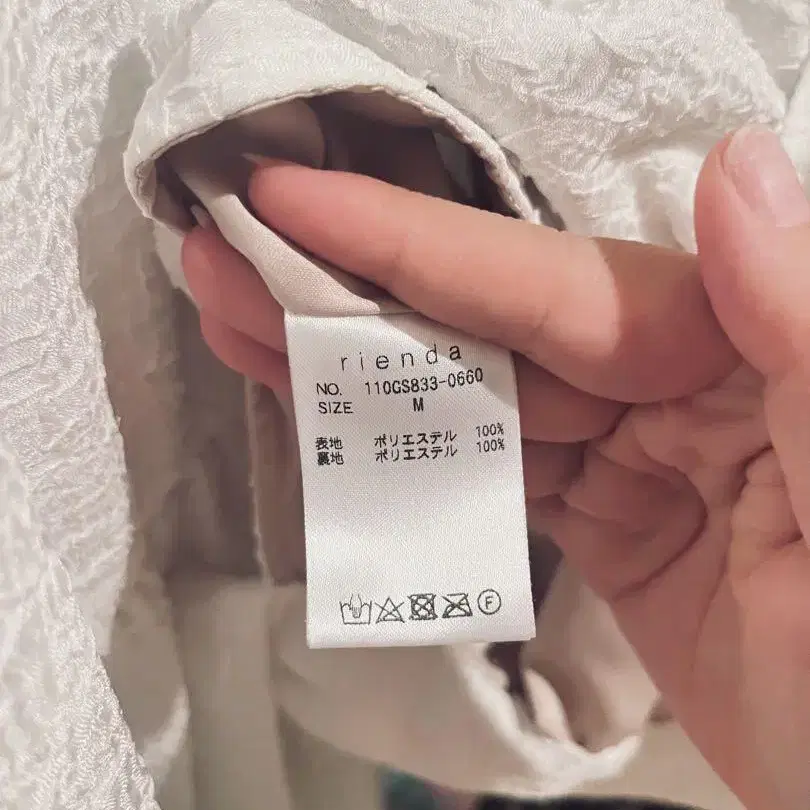 rienda
NO. 110GS833-0660
SIZE M
表地 ポリエステル 100%
裏地 ポリエステル 100%
F